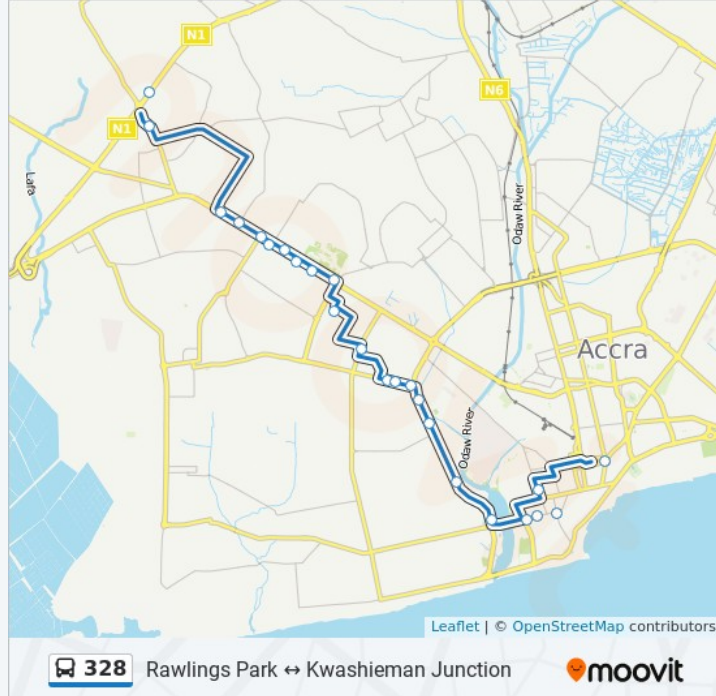 N1
N6
N1
Lafa
Odaw River
Accra
Odaw River
Leaflet | © OpenStreetMap contributors
328 Rawlings Park ↔ Kwashieman Junction moovit